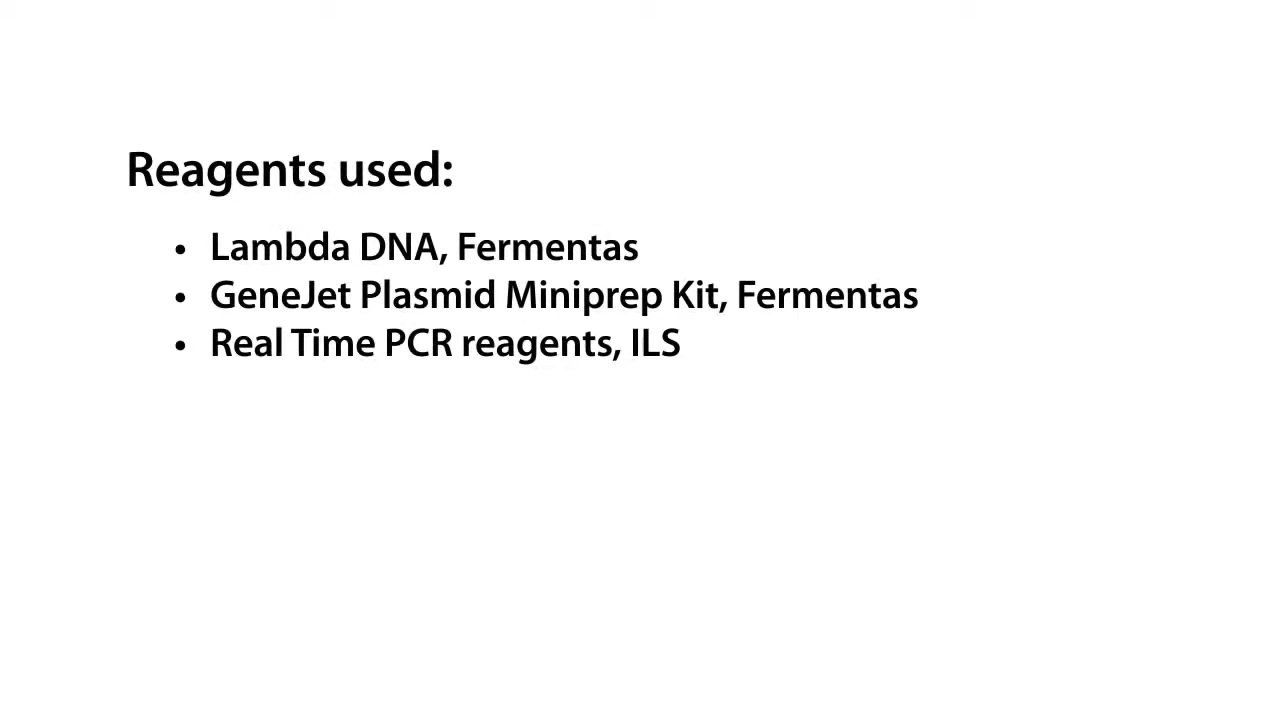 Reagents used:
• Lambda DNA, Fermentas
• GeneJet Plasmid Miniprep Kit, Fermentas
• Real Time PCR reagents, ILS